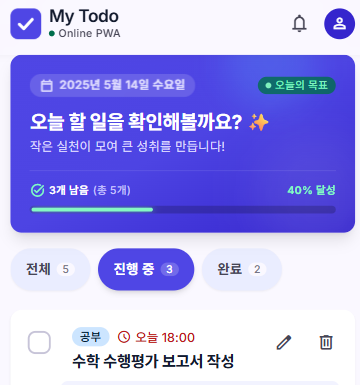 My Todo
Online PWA
2025년 5월 14일 수요일
오늘의 목표
오늘 할 일을 확인해볼까요? ✨
작은 실천이 모여 큰 성취를 만듭니다!
3개 남음 (총 5개)
40% 달성
전체 5
진행 중 3
완료 2
공부
오늘 18:00
수학 수행평가 보고서 작성